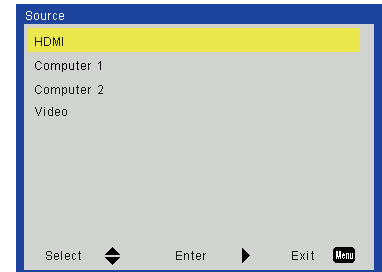 Source
HDMI
Computer 1
Computer 2
Video
Select Enter Exit Menu